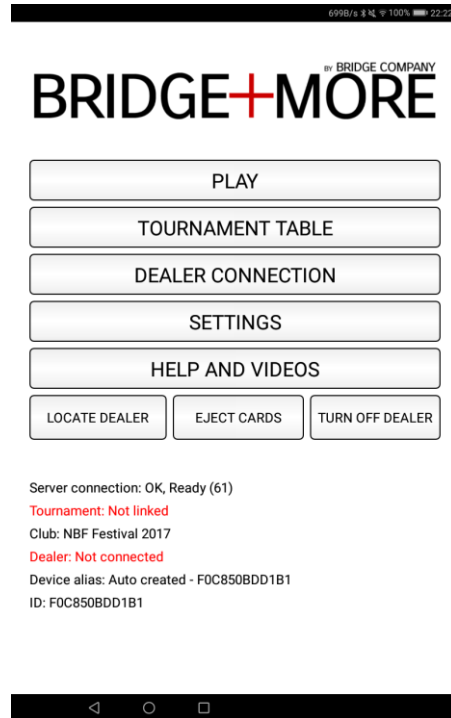 699B/s 100% 22:22
BY BRIDGE COMPANY
BRIDGE+MORE
PLAY
TOURNAMENT TABLE
DEALER CONNECTION
SETTINGS
HELP AND VIDEOS
LOCATE DEALER EJECT CARDS TURN OFF DEALER
Server connection: OK, Ready (61)
Tournament: Not linked
Club: NBF Festival 2017
Dealer: Not connected
Device alias: Auto created - F0C850BDD1B1
ID: F0C850BDD1B1